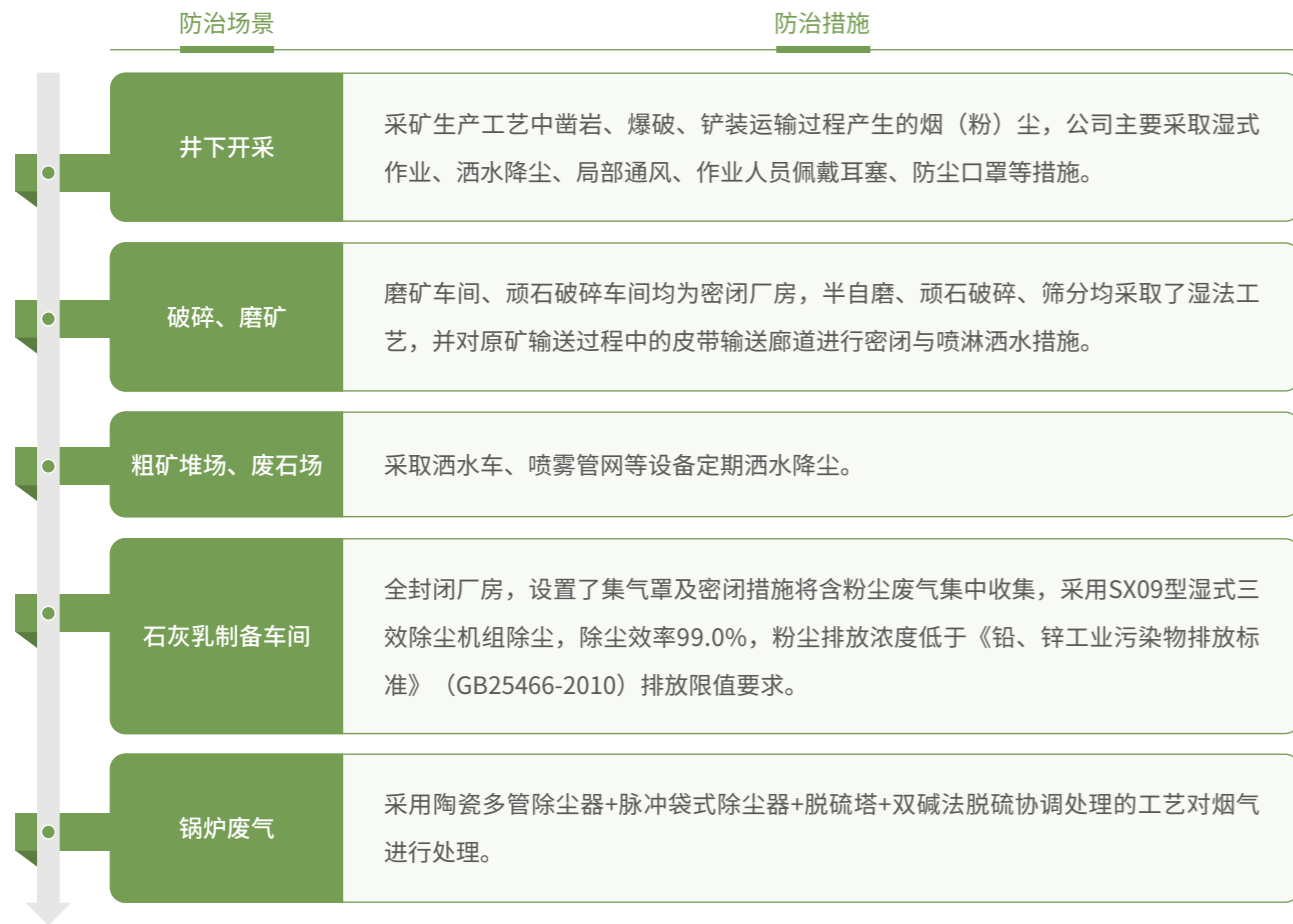 防治场景
防治措施
井下开采
采矿生产工艺中凿岩、爆破、铲装运输过程产生的烟（粉）尘，公司主要采取湿式
作业、洒水降尘、局部通风、作业人员佩戴耳塞、防尘口罩等措施。
破碎、磨矿
磨矿车间、顽石破碎车间均为密闭厂房，半自磨、顽石破碎、筛分均采取了湿法工
艺，并对原矿输送过程中的皮带输送廊道进行密闭与喷淋洒水措施。
粗矿堆场、废石场
采取洒水车、喷雾管网等设备定期洒水降尘。
石灰乳制备车间
全封闭厂房，设置了集气罩及密闭措施将含粉尘废气集中收集，采用SX09型湿式三
效除尘机组除尘，除尘效率99.0%，粉尘排放浓度低于《铅、锌工业污染物排放标
准》（GB25466-2010）排放限值要求。
锅炉废气
采用陶瓷多管除尘器+脉冲袋式除尘器+脱硫塔+双碱法脱硫协调处理的工艺对烟气
进行处理。